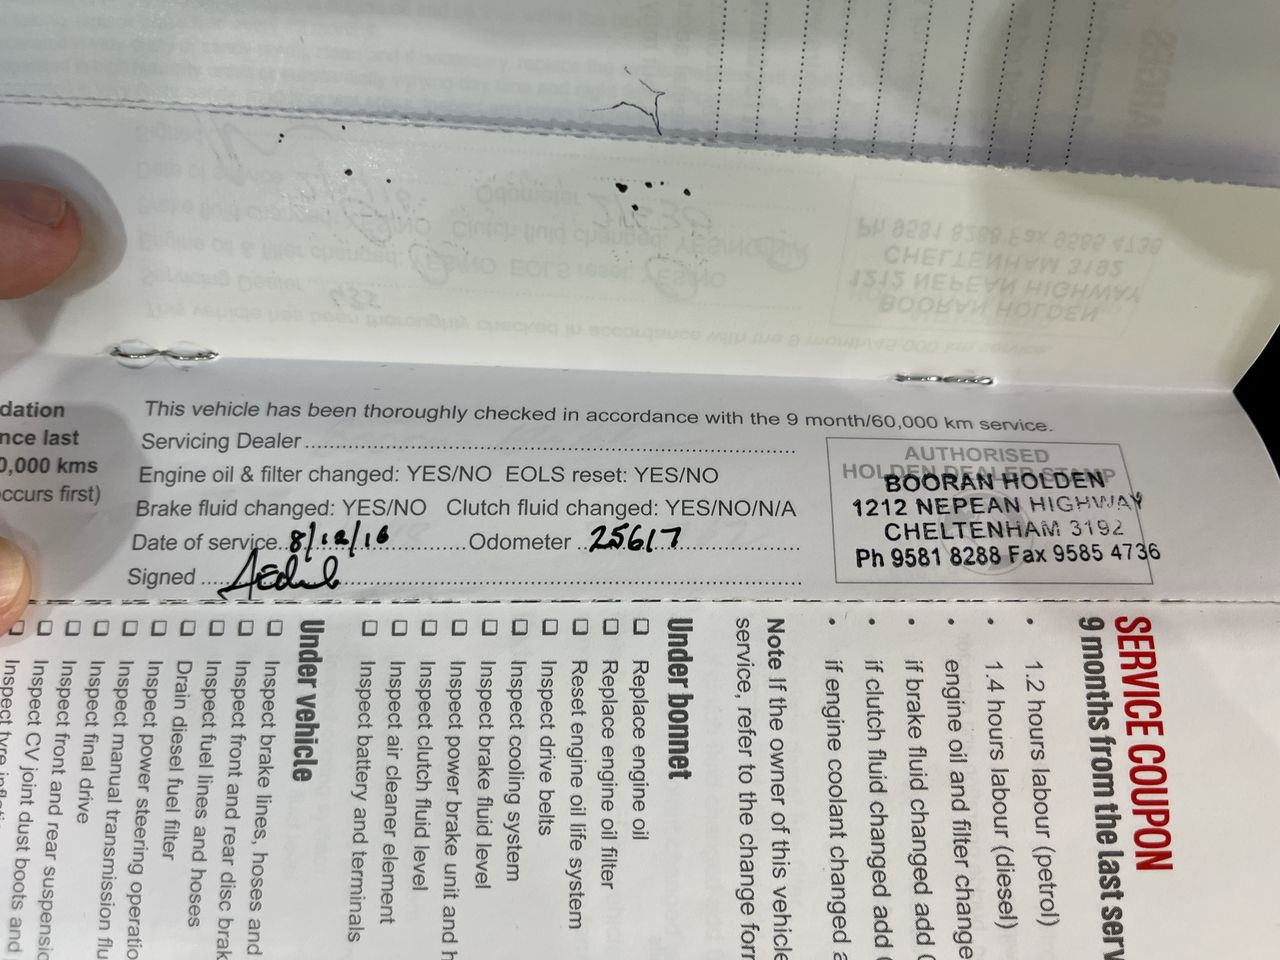 This vehicle has been thoroughly checked in accordance with the 9 month/60,000 km service.
Servicing Dealer
Engine oil & filter changed: YES/NO EOLS reset: YES/NO
Brake fluid changed: YES/NO Clutch fluid changed: YES/NO/N/A
Date of service 8/12/16 Odometer 25617
Signed
AUTHORISED
HOLDEN DEALER STAMP
BOORAN HOLDEN
1212 NEPEAN HIGHWAY
CHELTENHAM 3192
Ph 9581 8288 Fax 9585 4736
dation
nce last
0,000 kms
occurs first)
SERVICE COUPON
9 months from the last serv
• 1.2 hours labour (petrol)
• 1.4 hours labour (diesel)
• engine oil and filter change
• if brake fluid changed add
• if clutch fluid changed add
• if engine coolant changed a
Note If the owner of this vehicle
service, refer to the change form
Under bonnet
Replace engine oil
Replace engine oil filter
Reset engine oil life system
Inspect drive belts
Inspect cooling system
Inspect brake fluid level
Inspect power brake unit and h
Inspect clutch fluid level
Inspect air cleaner element
Inspect battery and terminals
Under vehicle
Inspect brake lines, hoses and
Inspect front and rear disc brak
Inspect fuel lines and hoses
Drain diesel fuel filter
Inspect power steering operatio
Inspect manual transmission flu
Inspect final drive
Inspect front and rear suspensio
Inspect CV joint dust boots and
Inspect tyre